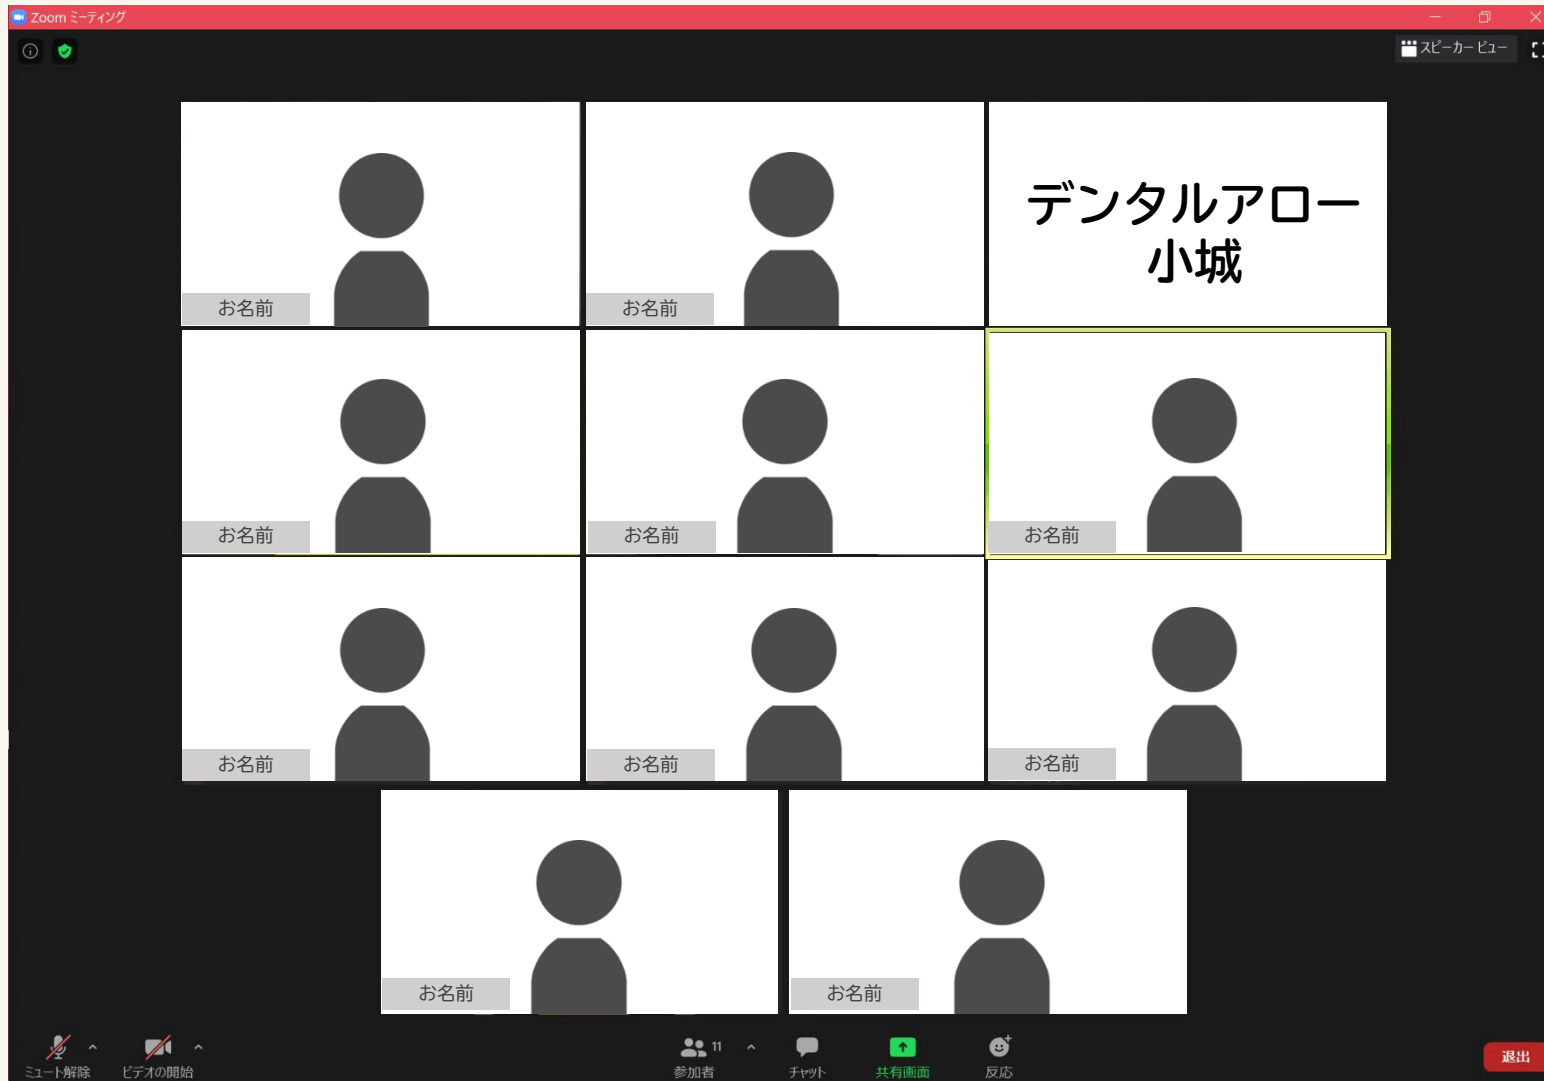 Zoom ミーティング
スピーカー ビュー
お名前
お名前
デンタルアロー
小城
お名前
お名前
お名前
お名前
お名前
お名前
お名前
お名前
ミュート解除
ビデオの開始
11
参加者
チャット
共有画面
反応
退出